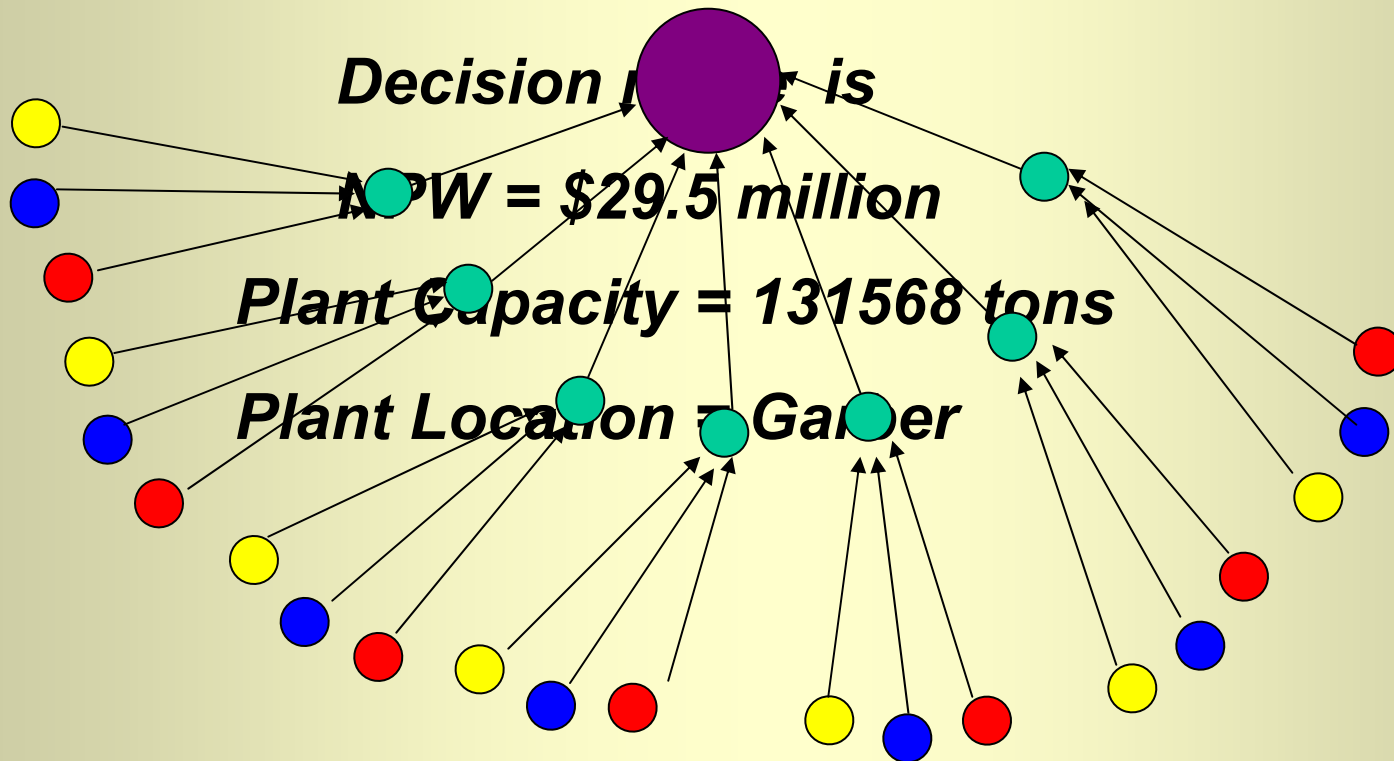 Decision is
NPW = $29.5 million
Plant Capacity = 131568 tons
Plant Location =